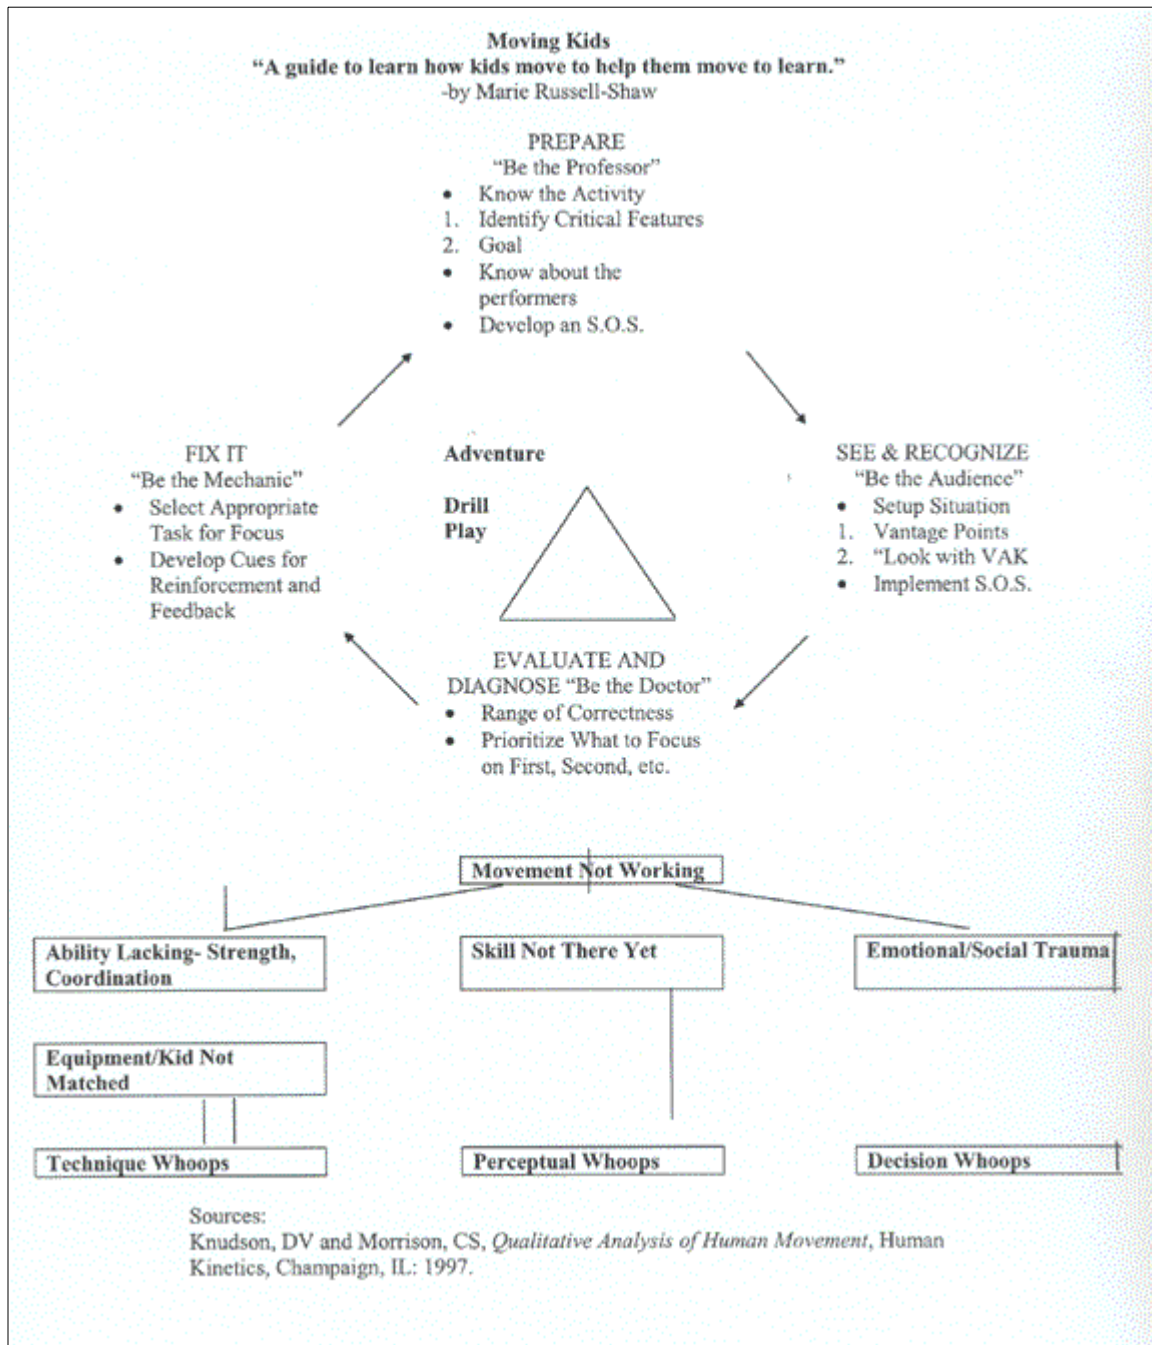 Moving Kids
“A guide to learn how kids move to help them move to learn.”
-by Marie Russell-Shaw
PREPARE
“Be the Professor”
• Know the Activity
1. Identify Critical Features
2. Goal
• Know about the
performers
• Develop an S.O.S.
FIX IT
“Be the Mechanic”
• Select Appropriate
Task for Focus
• Develop Cues for
Reinforcement and
Feedback
Adventure
Drill
Play
SEE & RECOGNIZE
“Be the Audience”
• Setup Situation
1. Vantage Points
2. “Look with VAK
• Implement S.O.S.
EVALUATE AND
DIAGNOSE “Be the Doctor”
• Range of Correctness
• Prioritize What to Focus
on First, Second, etc.
Movement Not Working
Ability Lacking- Strength,
Coordination
Skill Not There Yet
Emotional/Social Trauma
Equipment/Kid Not
Matched
Technique Whoops
Perceptual Whoops
Decision Whoops
Sources:
Knudson, DV and Morrison, CS, Qualitative Analysis of Human Movement, Human
Kinetics, Champaign, IL: 1997.